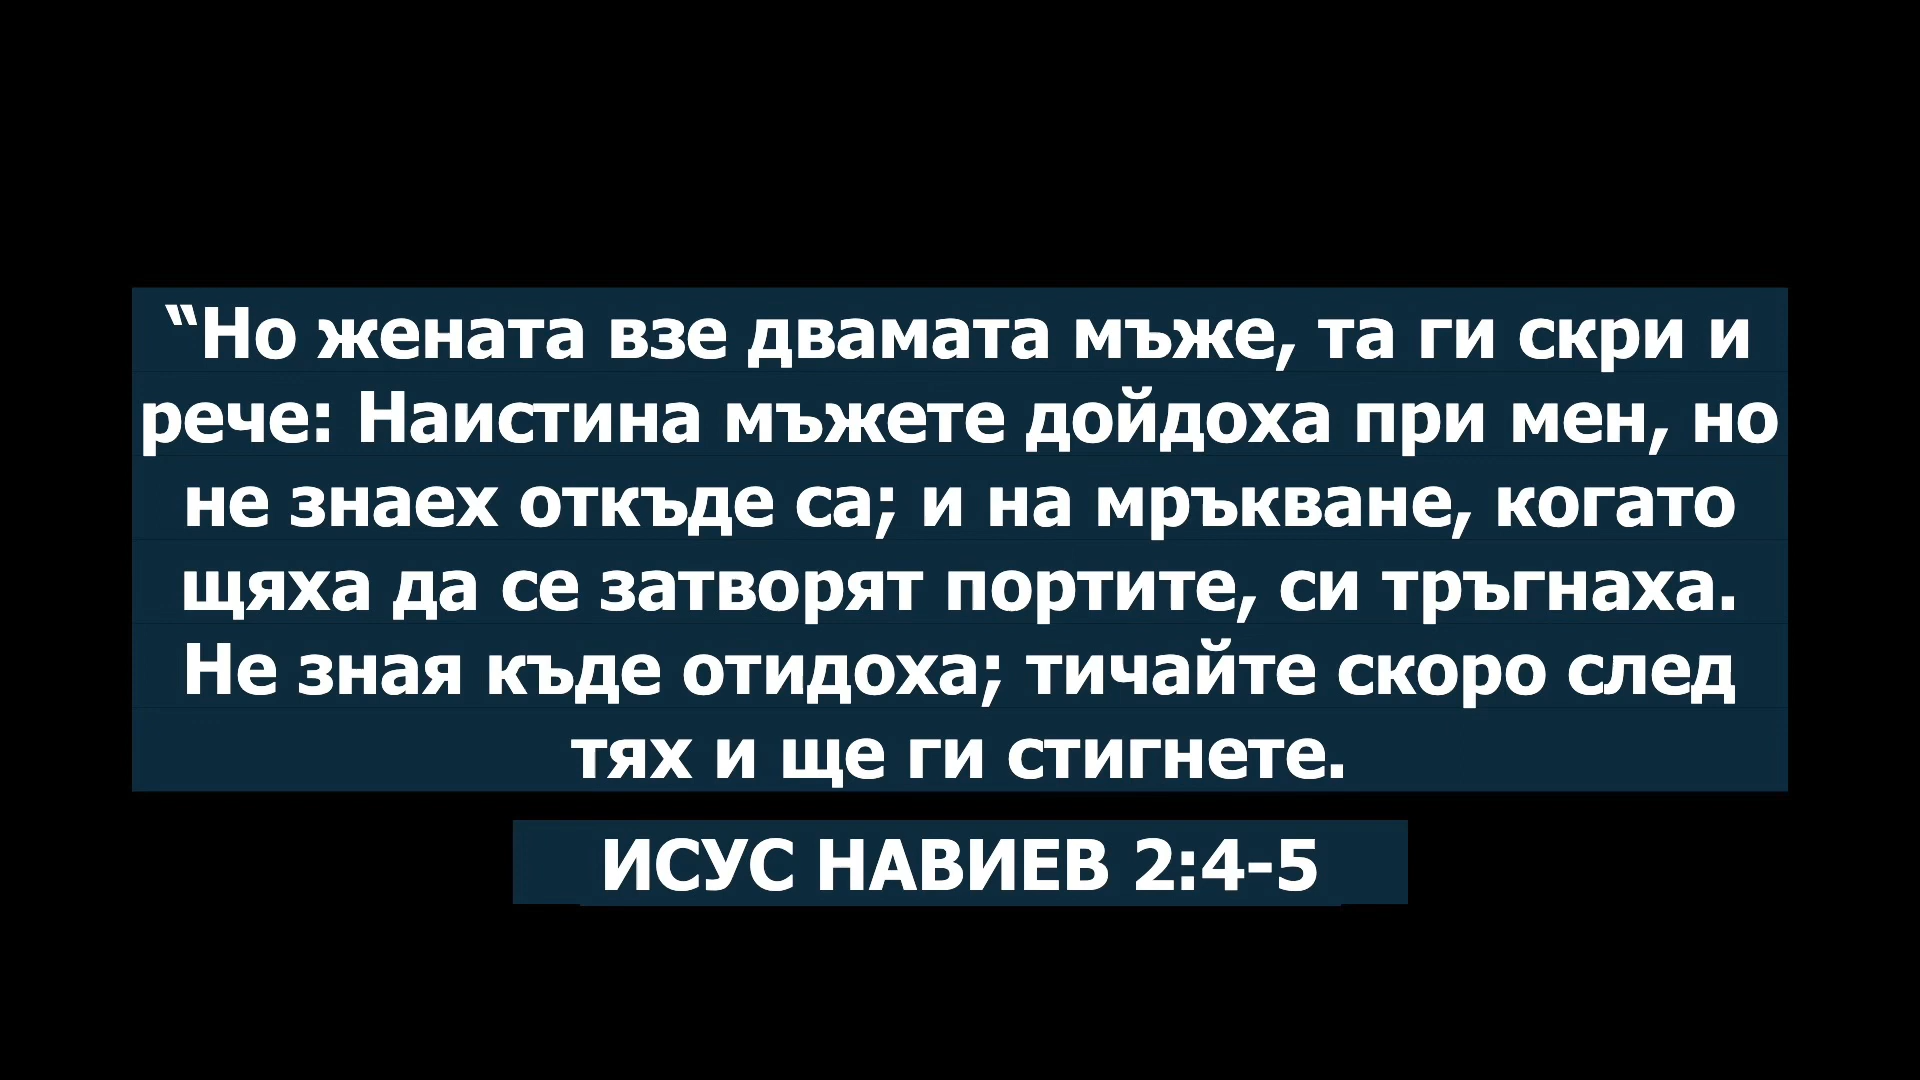 “Но жената взе двамата мъже, та ги скри и
рече: Наистина мъжете дойдоха при мен, но
не знаех откъде са; и на мръкване, когато
щяха да се затворят портите, си тръгнаха.
Не зная къде отидоха; тичайте скоро след
тях и ще ги стигнете.
ИСУС НАВИЕВ 2:4-5